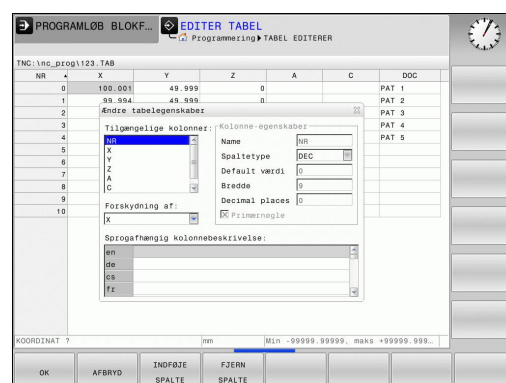 PROGRAMLØB BLOKF... EDITER TABEL
Programmering TABEL EDITERER
TNC:\nc_prog\123.TAB
NR X Y Z A C DOC
0 100.001 49.999 0 PAT 1
1 99.994 49.999 0 PAT 2
2 PAT 3
3 PAT 4
4 PAT 5
5
6
7
8
9
10
Ændre tabelegenskaber
Tilgængelige kolonner:
NR
X
Y
Z
A
C
Forskydning af:
X
Kolonne-egenskaber
Name NR
Spaltetype DEC
Default værdi 0
Bredde 9
Decimal places 0
Primærnøgle
Sprogafhængig kolonnebeskrivelse:
en
de
cs
fr
KOORDINAT ? mm Min -99999.99999, maks +99999.999...
OK AFBRYD INDFØJE SPALTE FJERN SPALTE